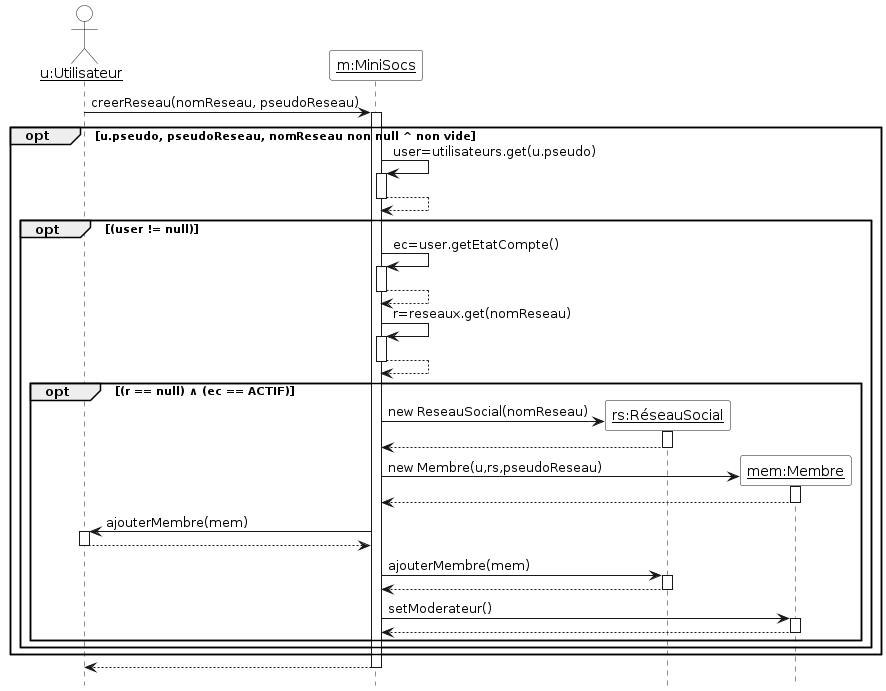 u:Utilisateur
m:MiniSocs
creerReseau(nomReseau, pseudoReseau)
opt [u.pseudo, pseudoReseau, nomReseau non null ^ non vide]
user=utilisateurs.get(u.pseudo)
opt [(user != null)]
ec=user.getEtatCompte()
r=reseaux.get(nomReseau)
opt [(r == null) ∧ (ec == ACTIF)]
new ReseauSocial(nomReseau)
rs:RéseauSocial
new Membre(u,rs,pseudoReseau)
mem:Membre
ajouterMembre(mem)
ajouterMembre(mem)
setModerateur()